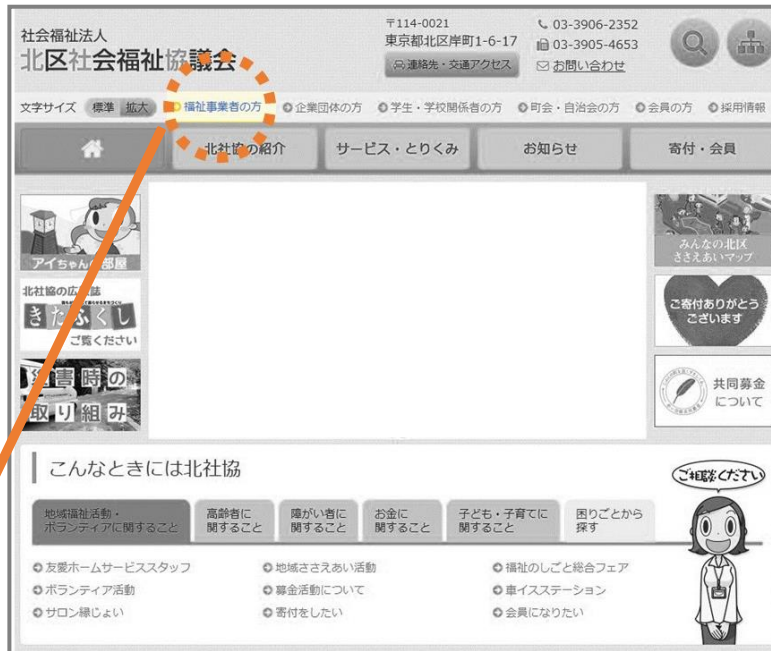 社会福祉法人
北区社会福祉協議会
〒114-0021
東京都北区岸町1-6-17
連絡先・交通アクセス
03-3906-2352
03-3905-4653
お問い合わせ
文字サイズ 標準 拡大 福祉事業者の方 企業団体の方 学生・学校関係者の方 町会・自治会の方 会員の方 採用情報
北社協の紹介 サービス・とりくみ お知らせ 寄付・会員
アイちゃんの部屋
北社協の広報誌
きたふくし
ご覧ください
災害時の
取り組み
みんなの北区
ささえあいマップ
ご寄付ありがとう
ございます
共同募金
について
こんなときには北社協
ご相談ください
地域福祉活動・
ボランティアに関すること
高齢者に
関すること
障がい者に
関すること
お金に
関すること
子ども・子育てに
関すること
困りごとから
探す
友愛ホームサービススタッフ 地域ささえあい活動 福祉のしごと総合フェア
ボランティア活動 募金活動について 車イスステーション
サロン縁じょい 寄付をしたい 会員になりたい